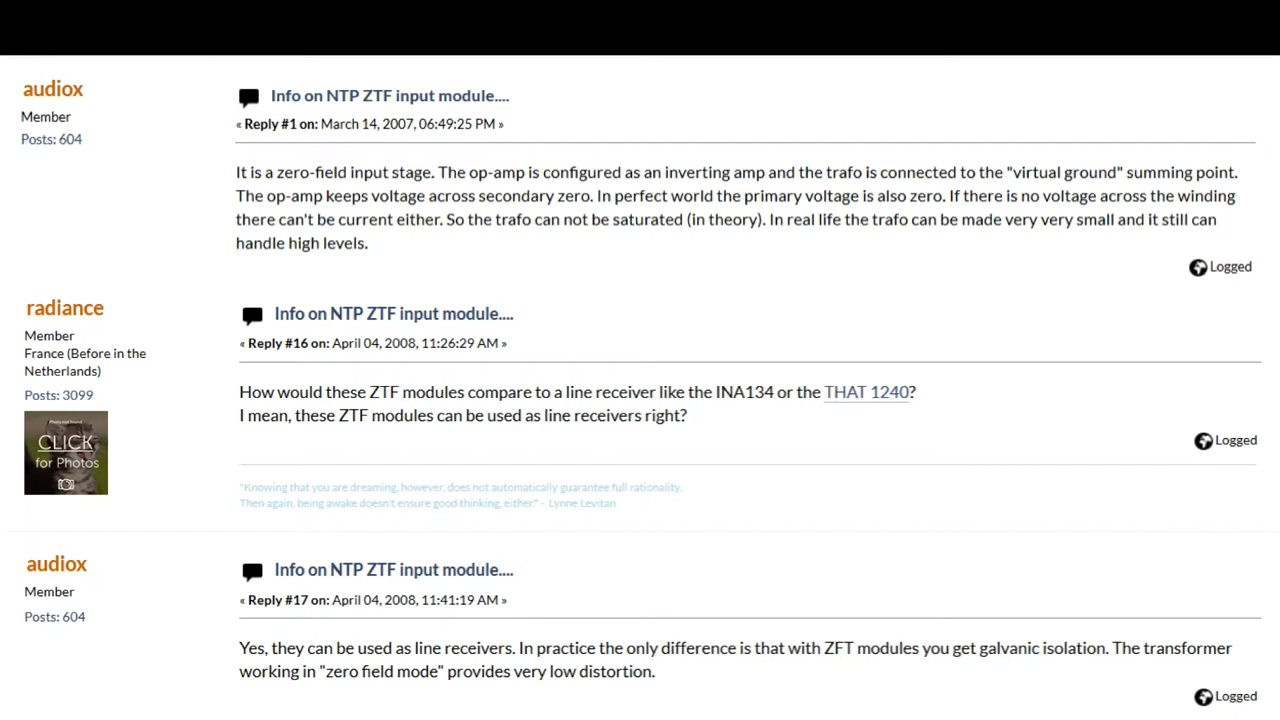 audiox
Member
Posts: 604
Info on NTP ZTF input module....
« Reply #1 on: March 14, 2007, 06:49:25 PM »
It is a zero-field input stage. The op-amp is configured as an inverting amp and the trafo is connected to the "virtual ground" summing point.
The op-amp keeps voltage across secondary zero. In perfect world the primary voltage is also zero. If there is no voltage across the winding
there can't be current either. So the trafo can not be saturated (in theory). In real life the trafo can be made very very small and it still can
handle high levels.
Logged
radiance
Member
France (Before in the
Netherlands)
Posts: 3099
Photo not found
CLICK
for Photos
Info on NTP ZTF input module....
« Reply #16 on: April 04, 2008, 11:26:29 AM »
How would these ZTF modules compare to a line receiver like the INA134 or the THAT 1240?
I mean, these ZTF modules can be used as line receivers right?
Logged
"Knowing that you are dreaming, however, does not automatically guarantee full rationality.
Then again, being awake doesn't ensure good thinking, either." - Lynne Levitan
audiox
Member
Posts: 604
Info on NTP ZTF input module....
« Reply #17 on: April 04, 2008, 11:41:19 AM »
Yes, they can be used as line receivers. In practice the only difference is that with ZFT modules you get galvanic isolation. The transformer
working in "zero field mode" provides very low distortion.
Logged